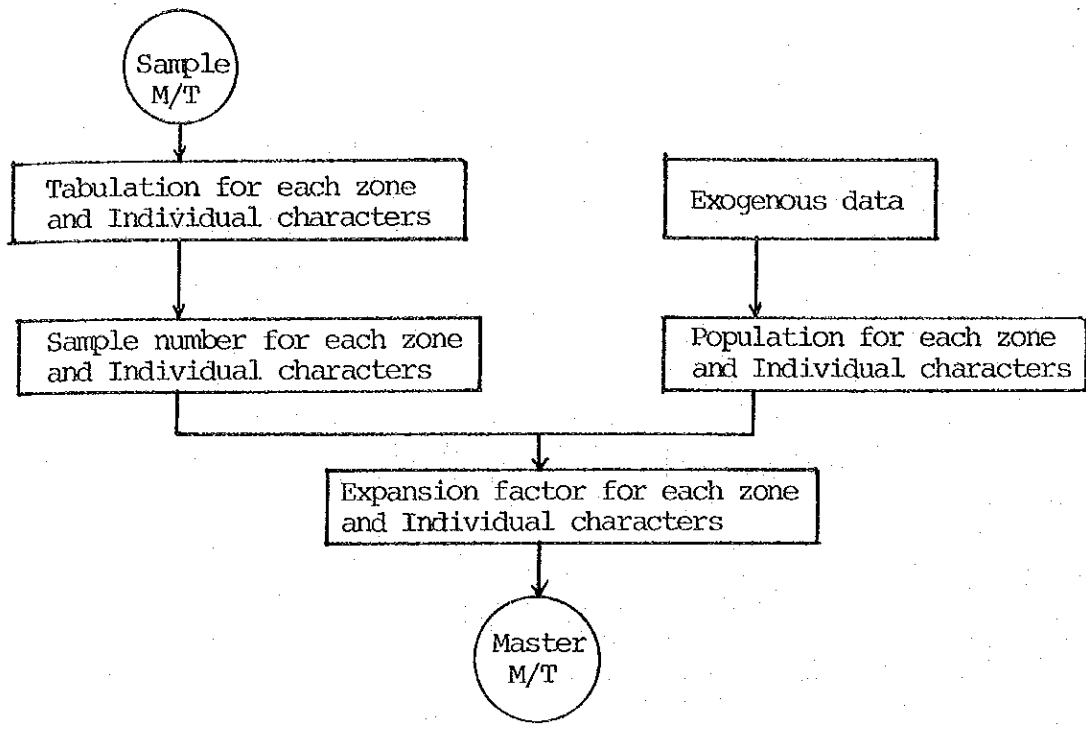 Sample
M/T
Tabulation for each zone
and Individual characters
Exogenous data
Sample number for each zone
and Individual characters
Population for each zone
and Individual characters
Expansion factor for each zone
and Individual characters
Master
M/T